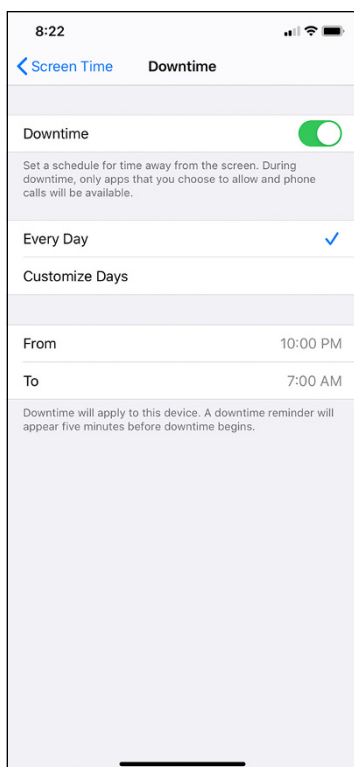 8:22
Screen Time
Downtime
Downtime
Set a schedule for time away from the screen. During
downtime, only apps that you choose to allow and phone
calls will be available.
Every Day
Customize Days
From 10:00 PM
To 7:00 AM
Downtime will apply to this device. A downtime reminder will
appear five minutes before downtime begins.